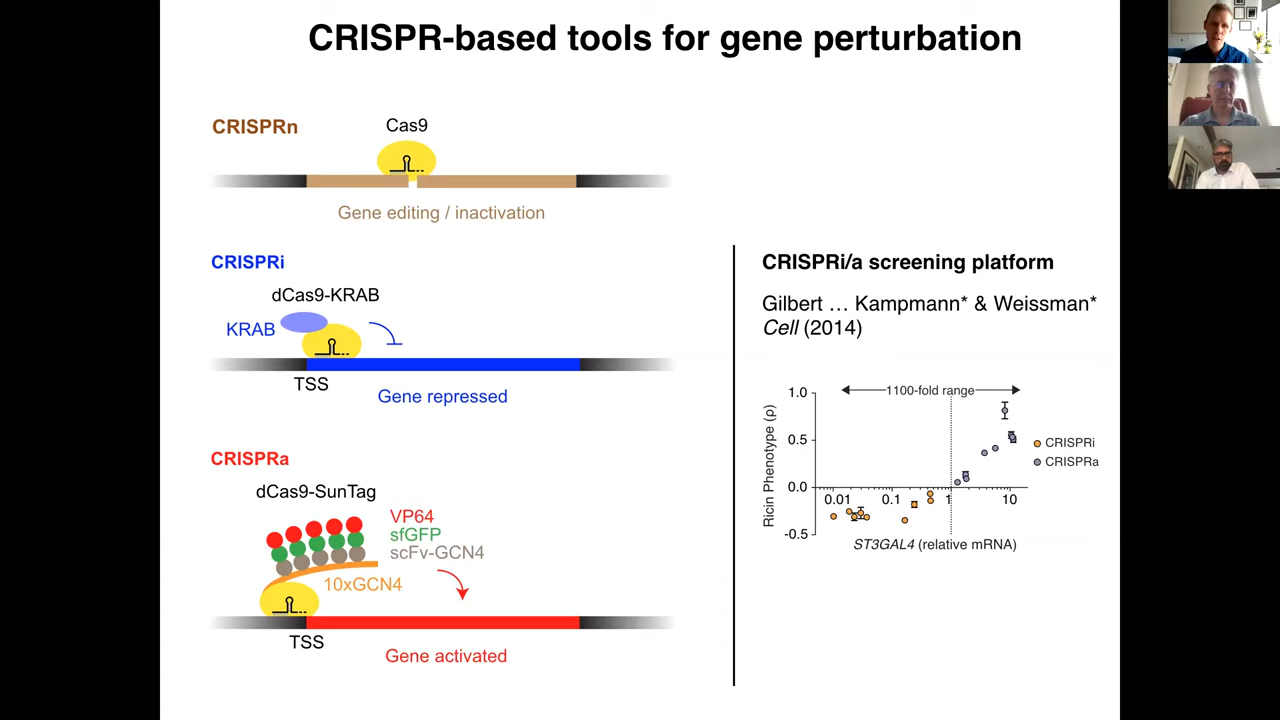 CRISPR-based tools for gene perturbation
CRISPRn
Cas9
Gene editing / inactivation
CRISPRi
dCas9-KRAB
KRAB
TSS
Gene repressed
CRISPRa
dCas9-SunTag
VP64
sfGFP
scFv-GCN4
10xGCN4
TSS
Gene activated
CRISPRi/a screening platform
Gilbert … Kampmann* & Weissman*
Cell (2014)
1100-fold range
1.0
0.5
0.0
-0.5
Ricin Phenotype (ρ)
0.01 0.1 1 10
ST3GAL4 (relative mRNA)
CRISPRi
CRISPRa